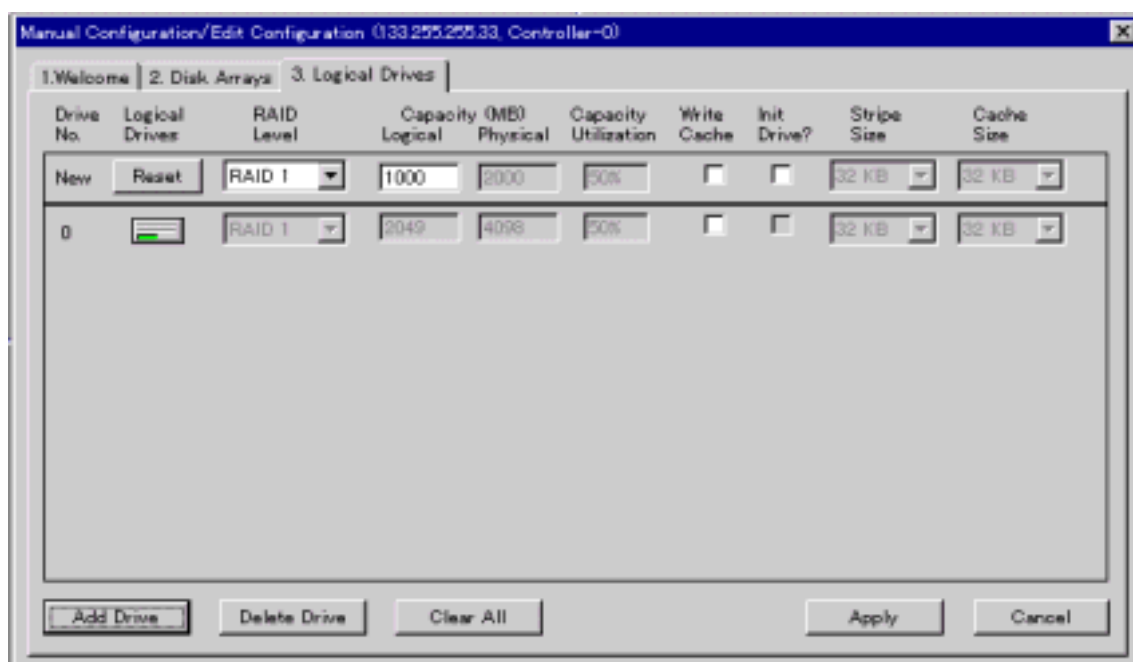 Manual Configuration/Edit Configuration (133.255.255.33, Controller-0)
1.Welcome 2. Disk Arrays 3. Logical Drives
Drive No. Logical Drives RAID Level Capacity (MB) Logical Physical Capacity Utilization Write Cache Init Drive? Stripe Size Cache Size
New Reset RAID 1 1000 2000 50% 32 KB 32 KB
0 RAID 1 2049 4098 50% 32 KB 32 KB
Add Drive Delete Drive Clear All Apply Cancel